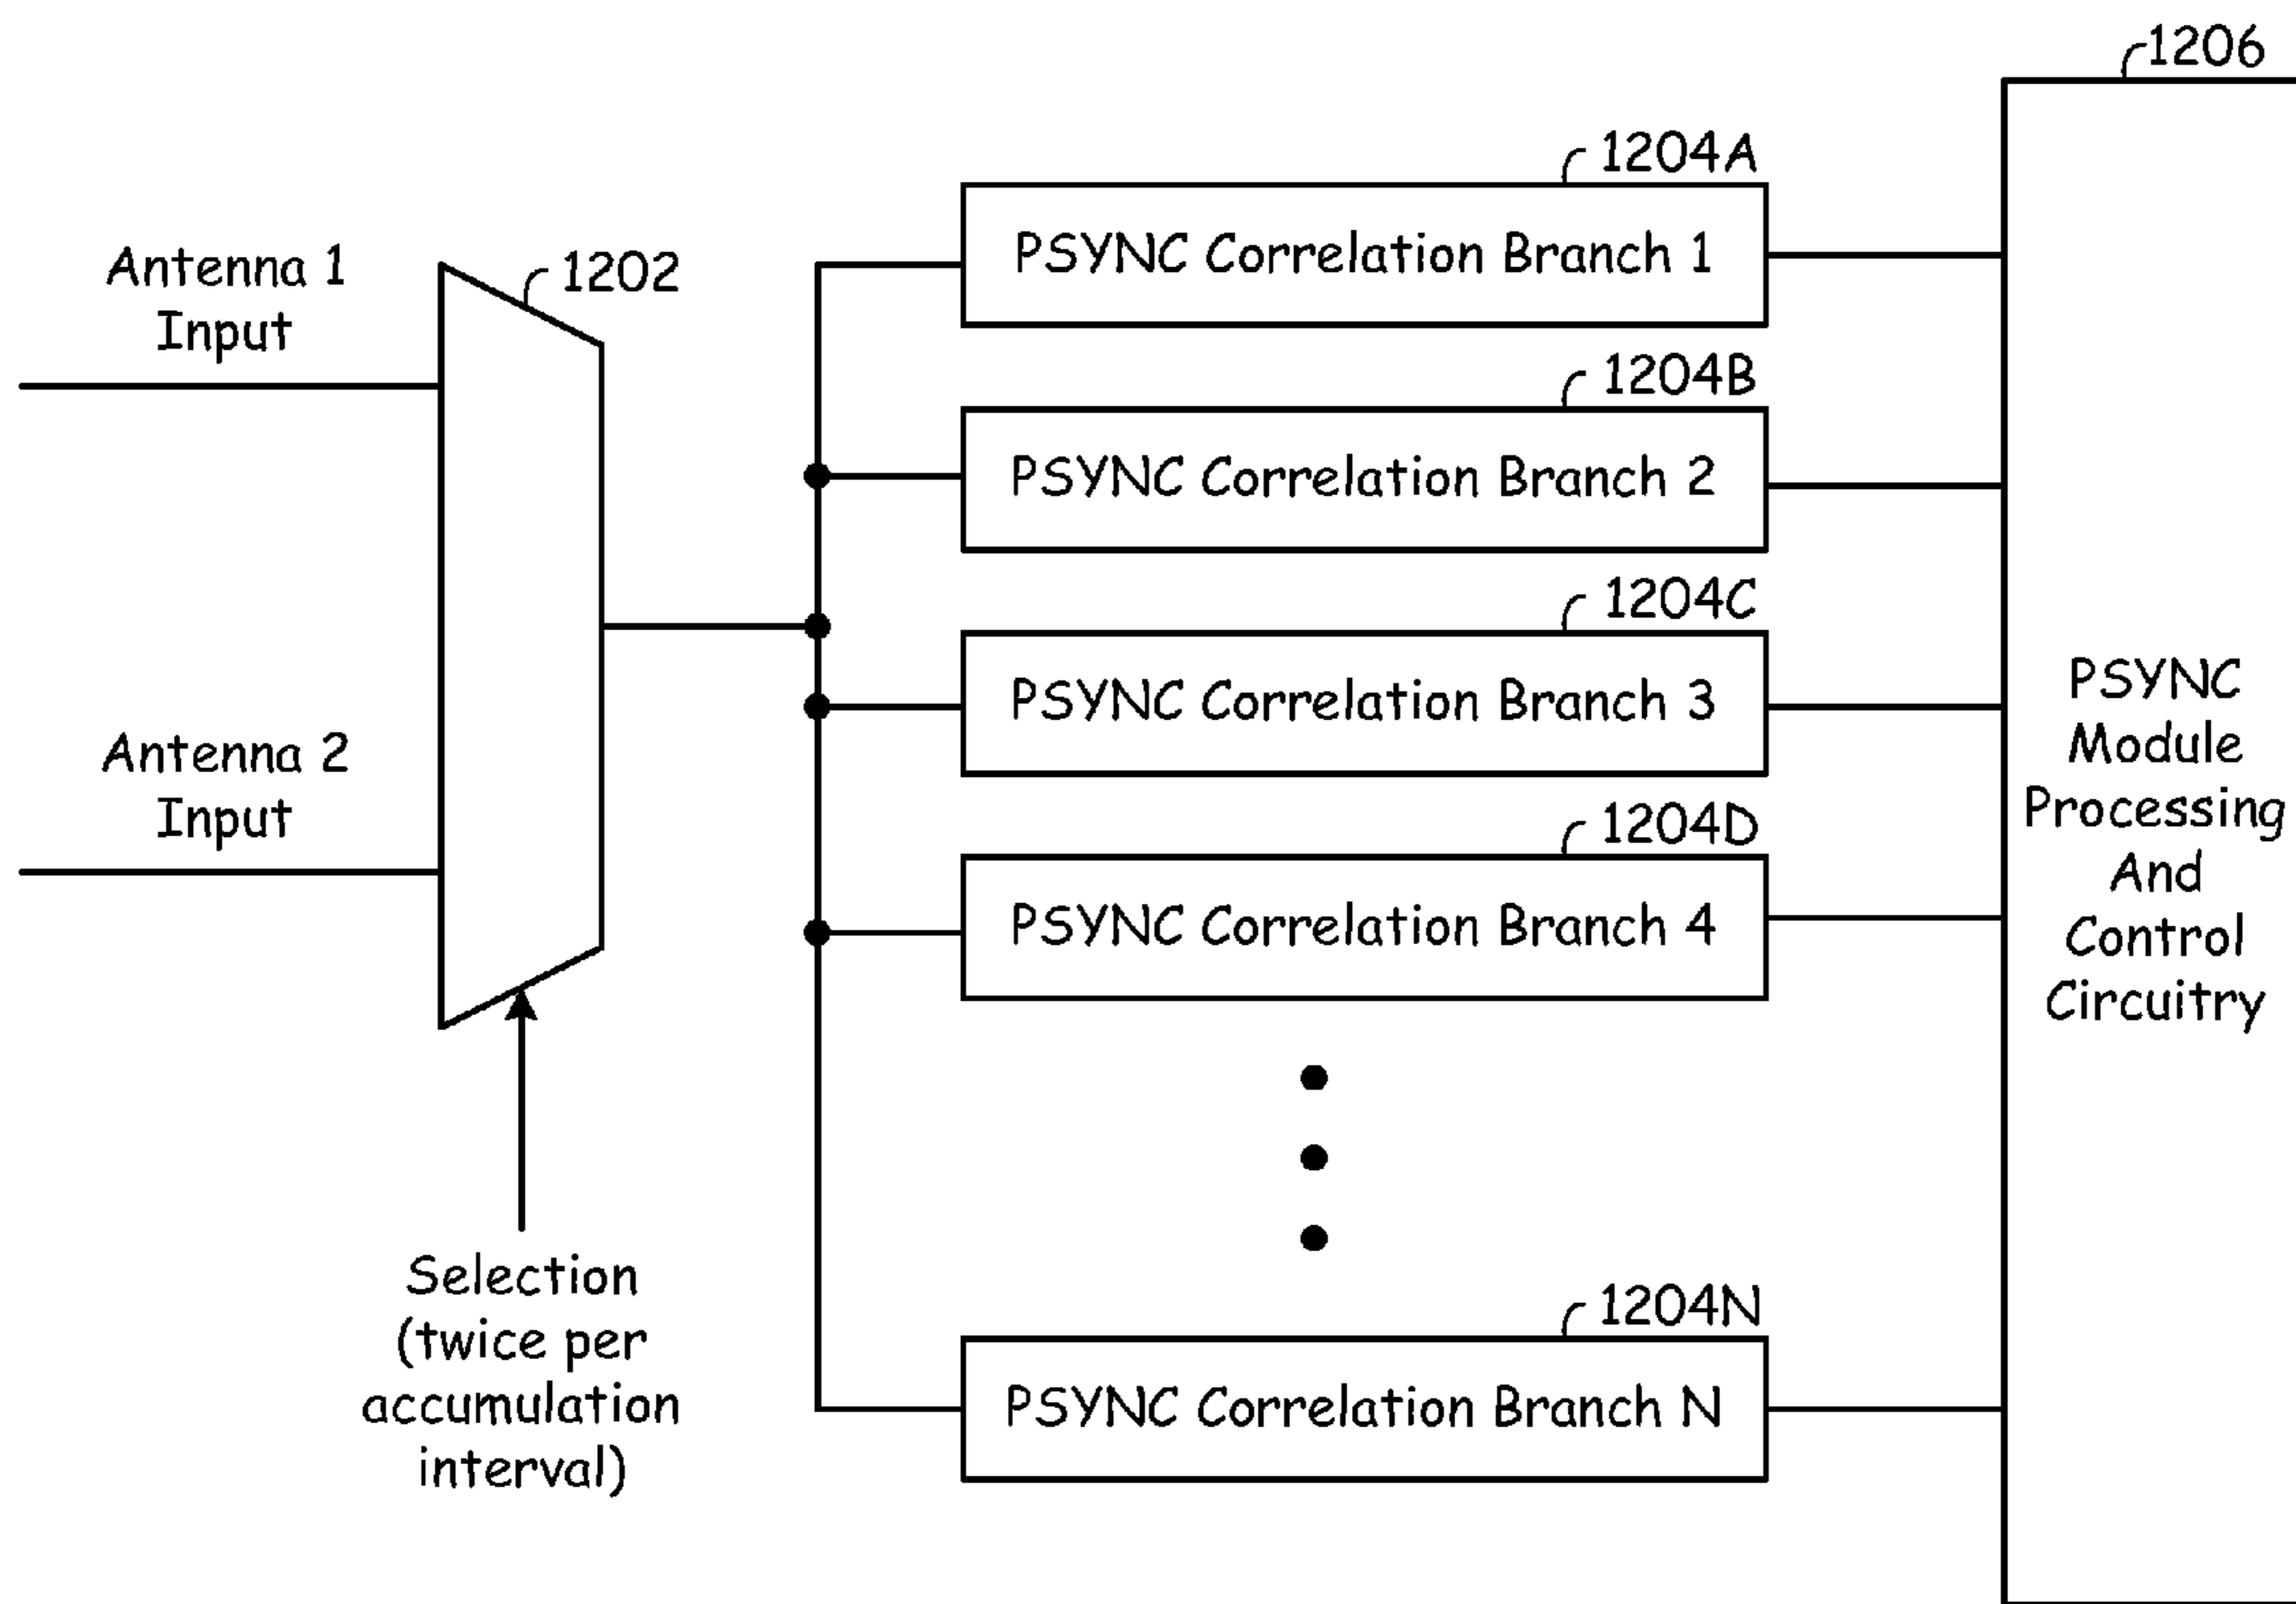 1206
1204A
PSYNC Correlation Branch 1
Antenna 1
Input
1202
1204B
PSYNC Correlation Branch 2
1204C
PSYNC Correlation Branch 3
Antenna 2
Input
1204D
PSYNC Correlation Branch 4
PSYNC
Module
Processing
And
Control
Circuitry
Selection
(twice per
accumulation
interval)
1204N
PSYNC Correlation Branch N